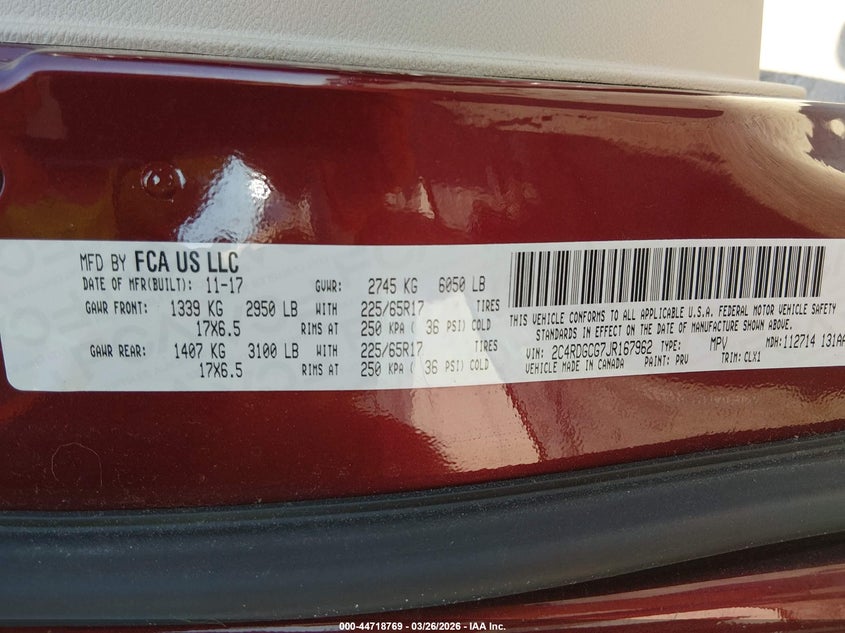 MFD BY FCA US LLC
DATE OF MFR(BUILT): 11-17 GVWR: 2745 KG 6050 LB
GAWR FRONT: 1339 KG 2950 LB WITH 225/65R17 TIRES
17X6.5 RIMS AT 250 KPA ( 36 PSI) COLD
GAWR REAR: 1407 KG 3100 LB WITH 225/65R17 TIRES
17X6.5 RIMS AT 250 KPA ( 36 PSI) COLD
THIS VEHICLE CONFORMS TO ALL APPLICABLE U.S.A. FEDERAL MOTOR VEHICLE SAFETY
STANDARDS IN EFFECT ON THE DATE OF MANUFACTURE SHOWN ABOVE.
VIN: 2C4RDGCG7JR167962 TYPE: MPV MDH: 112714 131AA
VEHICLE MADE IN CANADA PAINT: PRV TRIM: CLX1
000-44718769 — 03/26/2026 — IAA Inc.